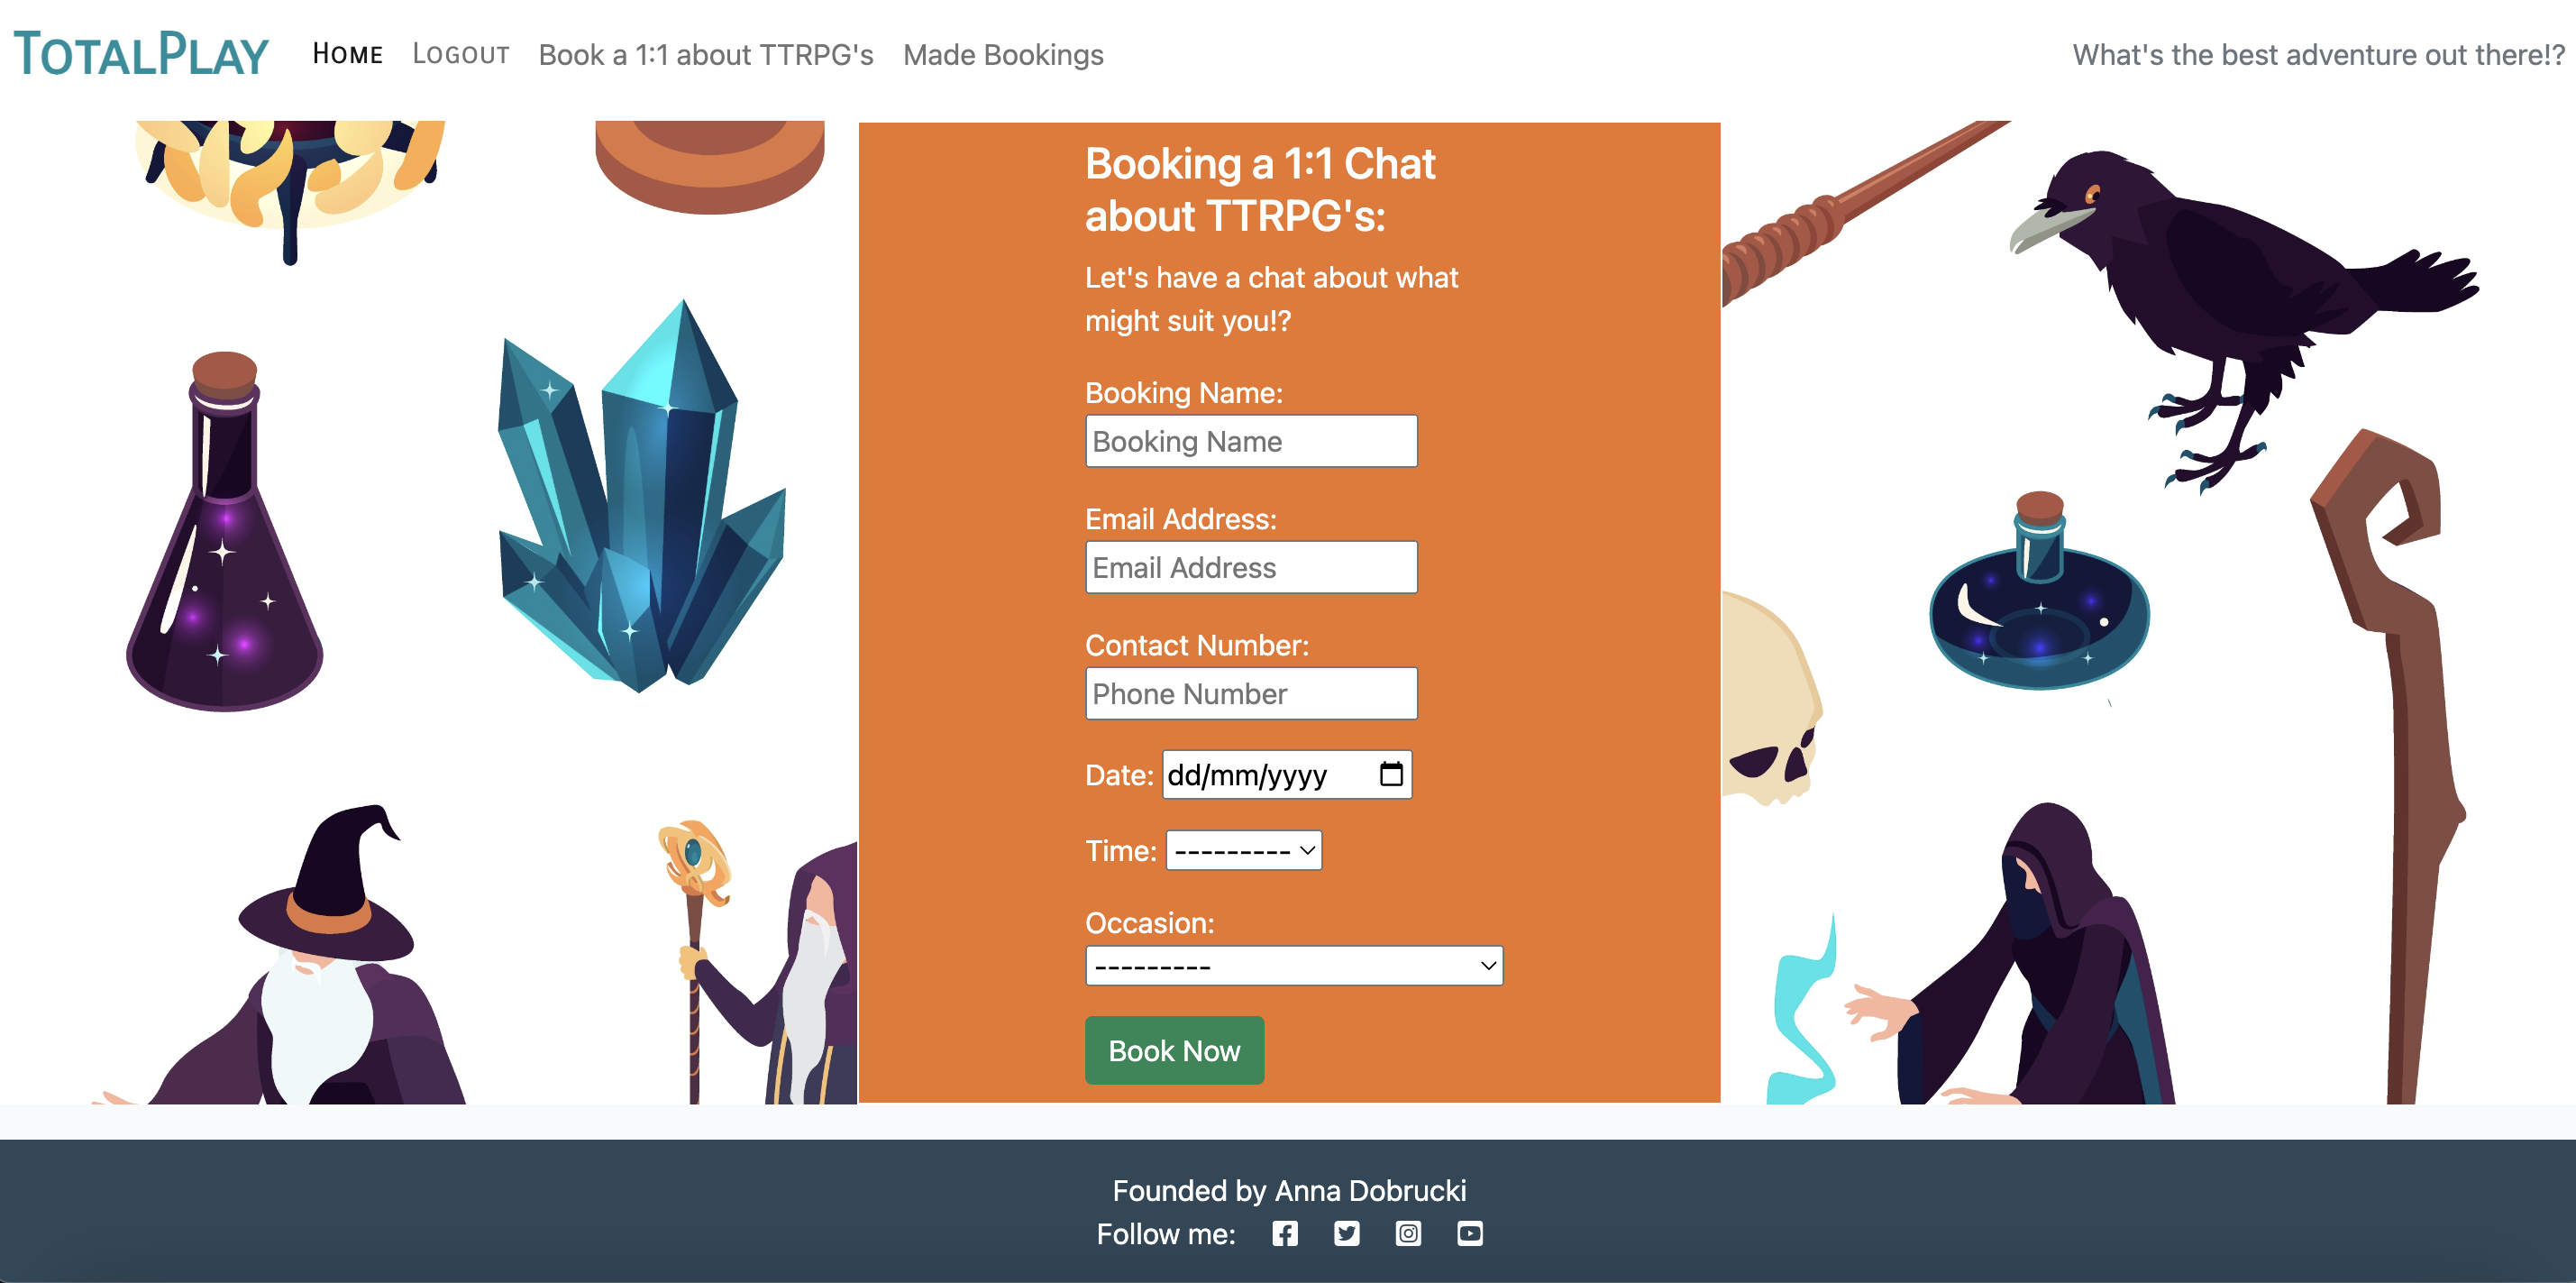 TotalPlay Home Logout Book a 1:1 about TTRPG's Made Bookings What's the best adventure out there!?
Booking a 1:1 Chat
about TTRPG's:
Let's have a chat about what
might suit you!?
Booking Name:
Booking Name
Email Address:
Email Address
Contact Number:
Phone Number
Date: dd/mm/yyyy
Time: ---------
Occasion:
---------
Book Now
Founded by Anna Dobrucki
Follow me: